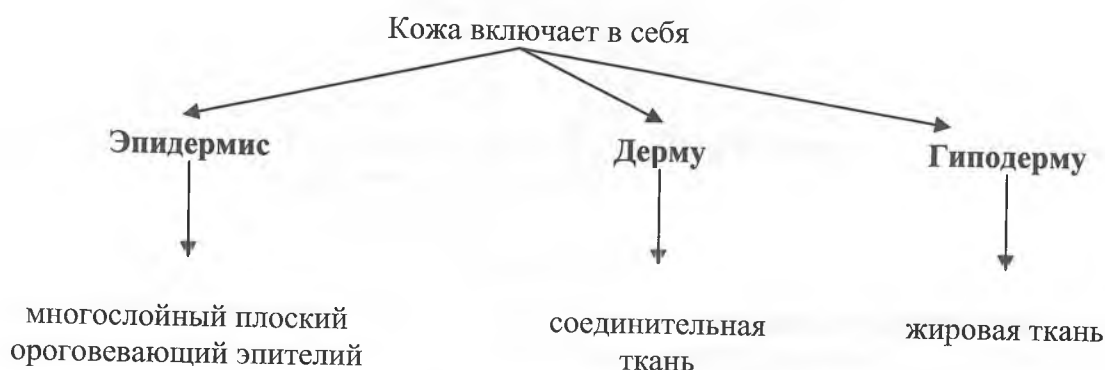 Кожа включает в себя
Эпидермис
Дерму
Гиподерму
многослойный плоский
ороговевающий эпителий
соединительная
ткань
жировая ткань